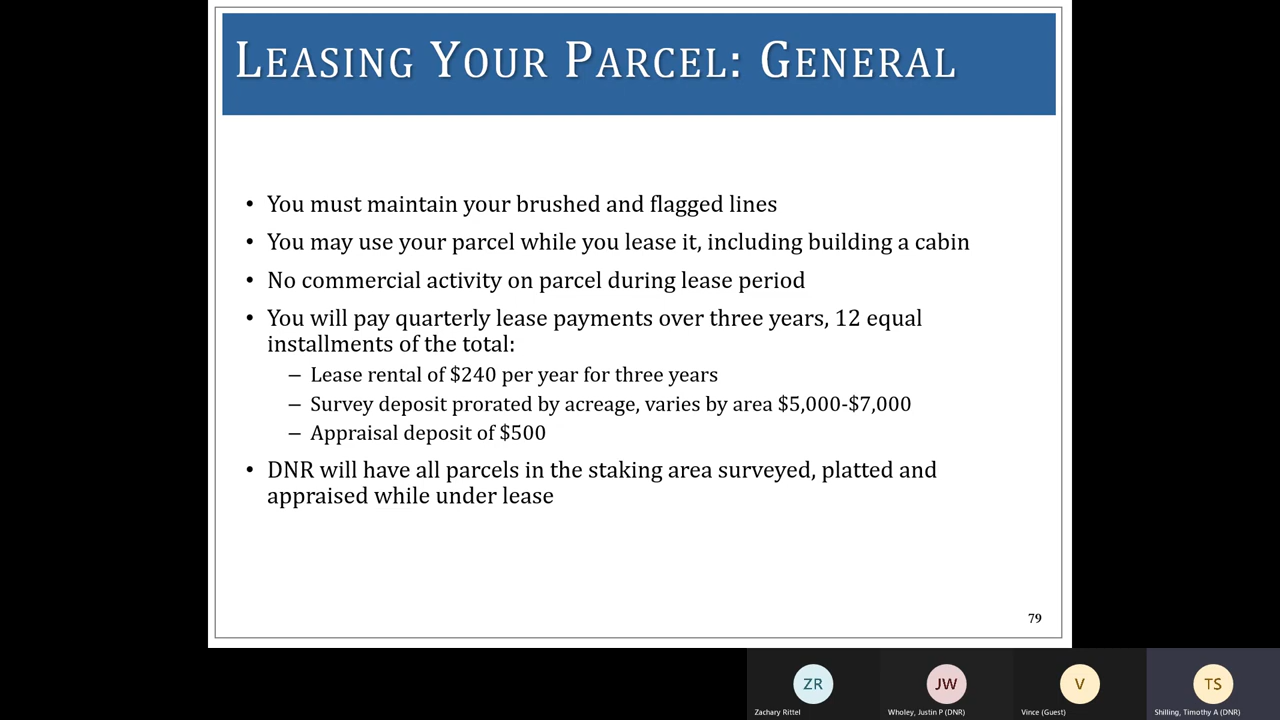 LEASING YOUR PARCEL: GENERAL
• You must maintain your brushed and flagged lines
• You may use your parcel while you lease it, including building a cabin
• No commercial activity on parcel during lease period
• You will pay quarterly lease payments over three years, 12 equal
installments of the total:
– Lease rental of $240 per year for three years
– Survey deposit prorated by acreage, varies by area $5,000-$7,000
– Appraisal deposit of $500
• DNR will have all parcels in the staking area surveyed, platted and
appraised while under lease
79
ZR
JW
V
TS
Zachary Rittel
Wholey, Justin P (DNR)
Vince (Guest)
Shilling, Timothy A (DNR)